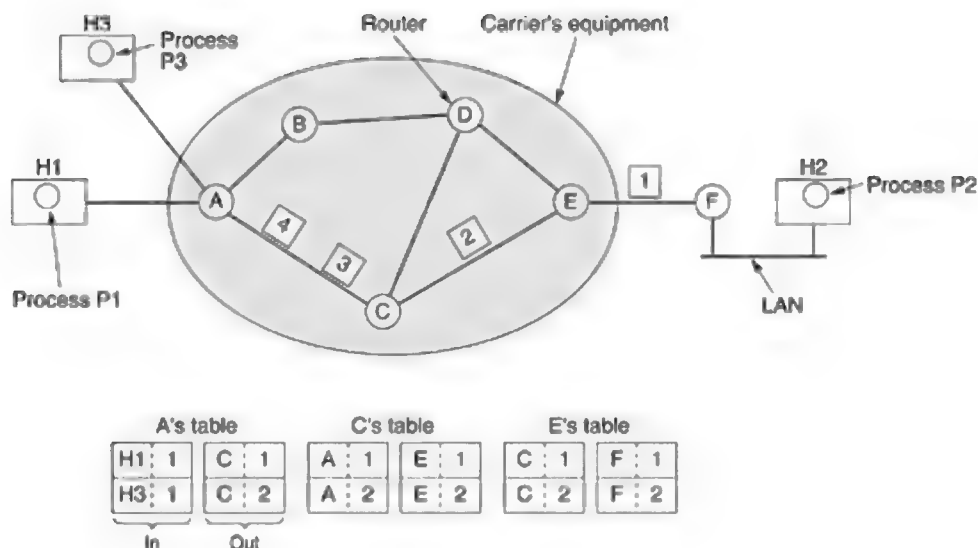 H3
Process
P3
Router
Carrier's equipment
B
D
H1
A
4
3
C
2
E
1
F
H2
Process P2
Process P1
LAN
A's table
C's table
E's table
H1 1 C 1 A 1 E 1 C 1 F 1
H3 1 C 2 A 2 E 2 C 2 F 2
In
Out